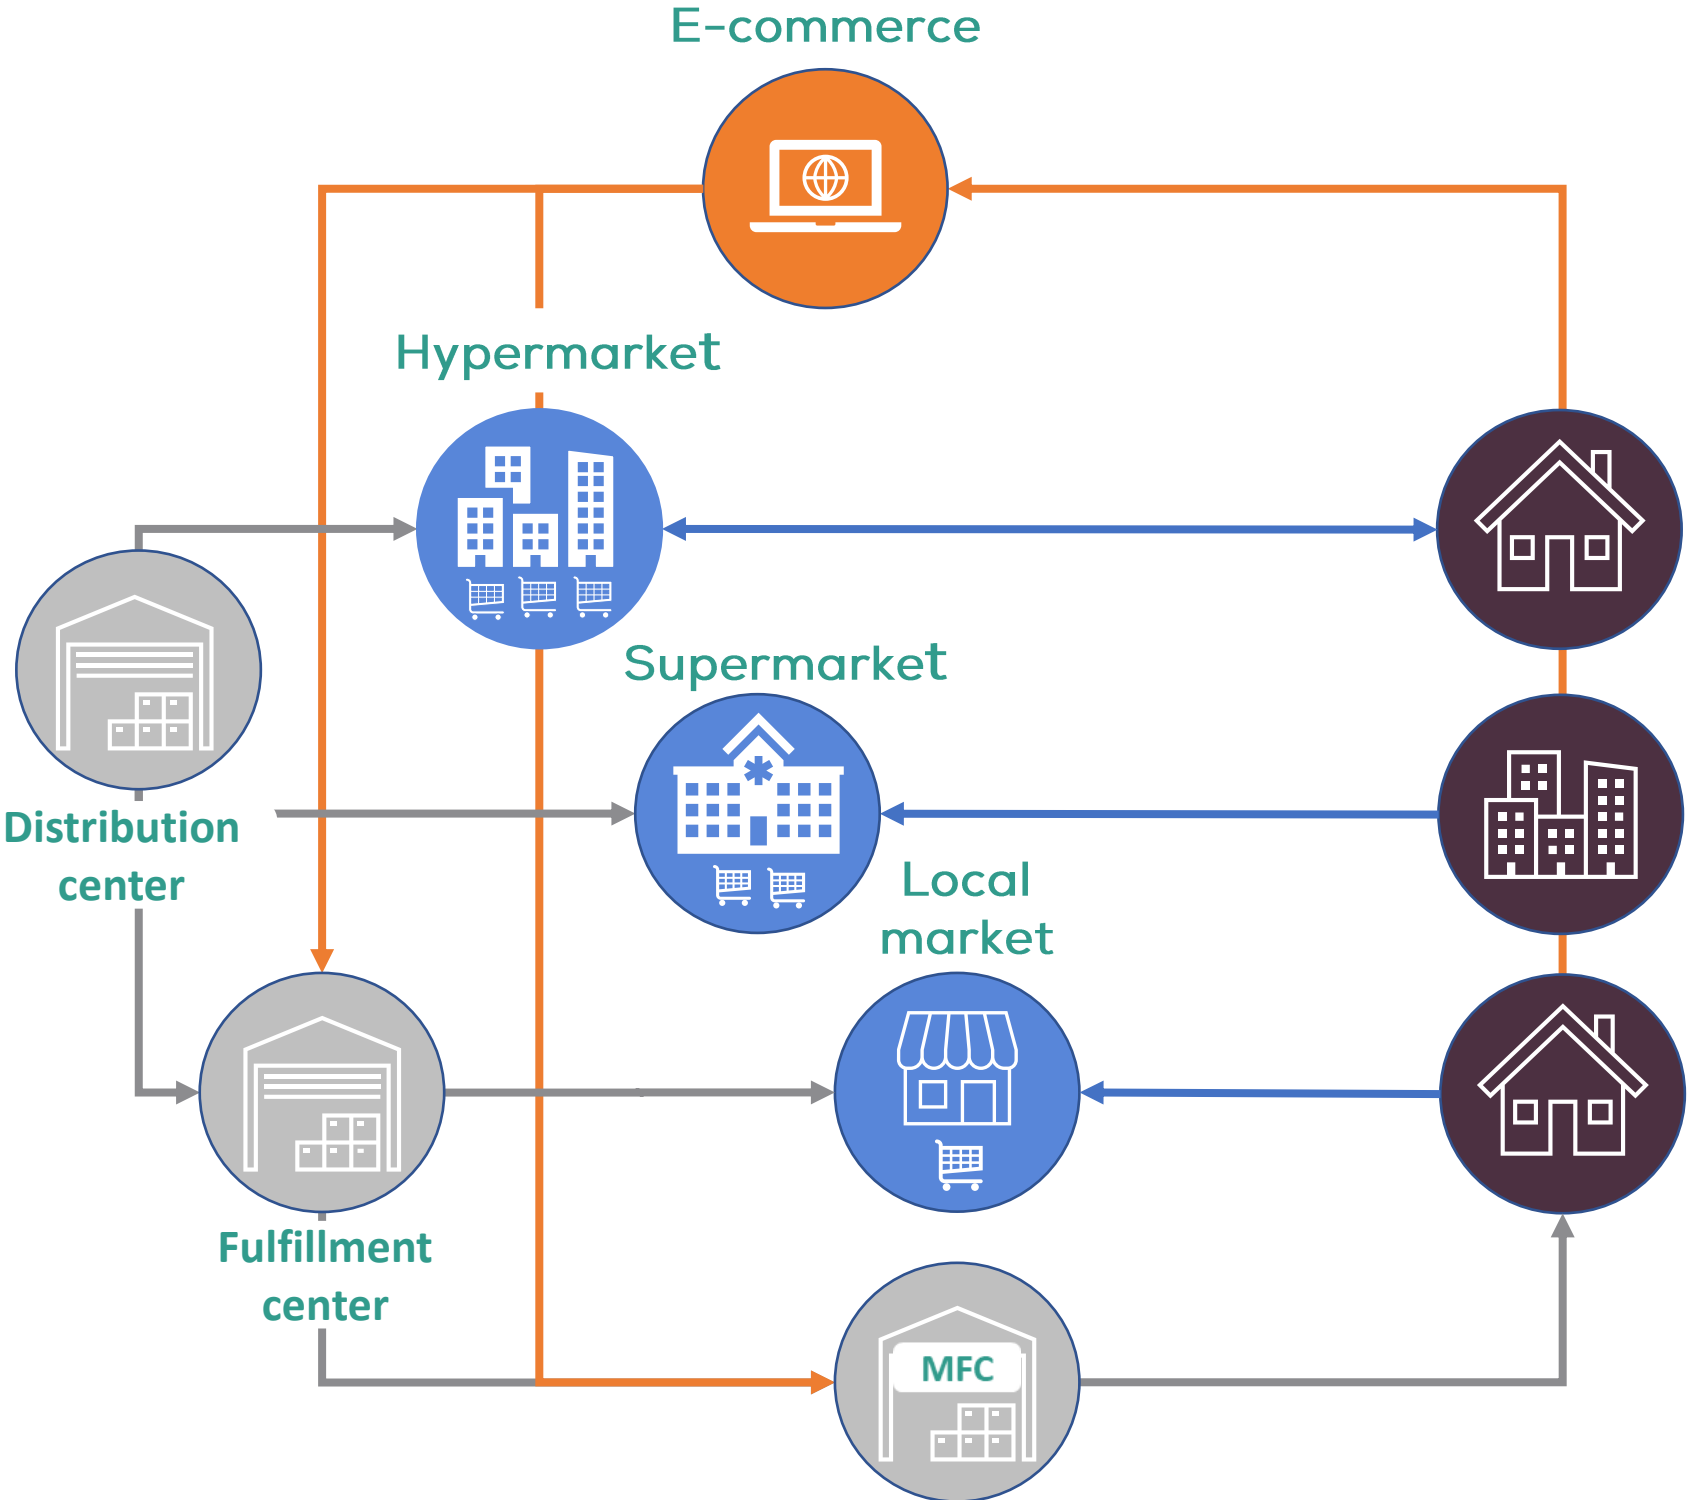 E-commerce
Hypermarket
Supermarket
Distribution
center
Local
market
Fulfillment
center
MFC